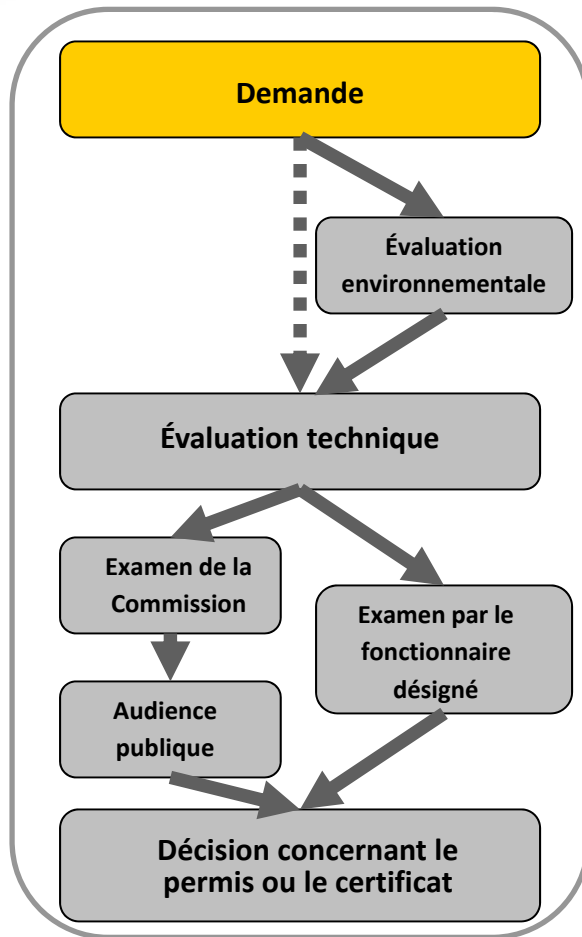 Demande
Évaluation
environnementale
Évaluation technique
Examen de la
Commission
Examen par le
fonctionnaire
désigné
Audience
publique
Décision concernant le
permis ou le certificat